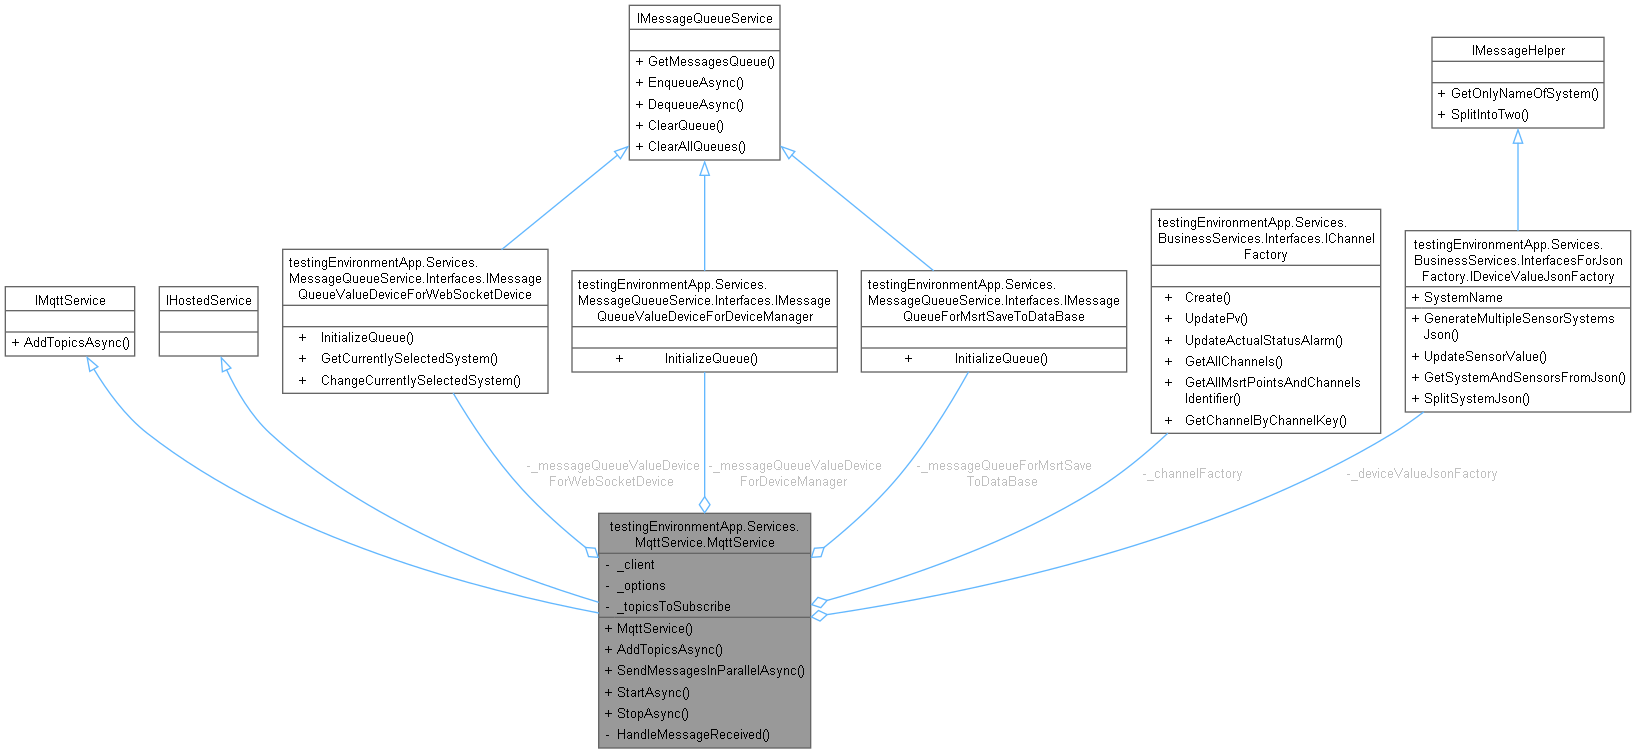 IMessageQueueService
+ GetMessagesQueue()
+ EnqueueAsync()
+ DequeueAsync()
+ ClearQueue()
+ ClearAllQueues()
IMessageHelper
+ GetOnlyNameOfSystem()
+ SplitIntoTwo()
IMqttService
+ AddTopicsAsync()
IHostedService
testingEnvironmentApp.Services.
MessageQueueService.Interfaces.IMessage
QueueValueDeviceForWebSocketDevice
+ InitializeQueue()
+ GetCurrentlySelectedSystem()
+ ChangeCurrentlySelectedSystem()
testingEnvironmentApp.Services.
MessageQueueService.Interfaces.IMessage
QueueValueDeviceForDeviceManager
+ InitializeQueue()
testingEnvironmentApp.Services.
MessageQueueService.Interfaces.IMessage
QueueForMsrtSaveToDataBase
+ InitializeQueue()
testingEnvironmentApp.Services.
BusinessServices.Interfaces.IChannel
Factory
+ Create()
+ UpdatePv()
+ UpdateActualStatusAlarm()
+ GetAllChannels()
+ GetAllMsrtPointsAndChannels
Identifier()
+ GetChannelByChannelKey()
testingEnvironmentApp.Services.
BusinessServices.InterfacesForJson
Factory.IDeviceValueJsonFactory
+ SystemName
+ GenerateMultipleSensorSystems
Json()
+ UpdateSensorValue()
+ GetSystemAndSensorsFromJson()
+ SplitSystemJson()
-_messageQueueValueDevice
ForWebSocketDevice
-_messageQueueValueDevice
ForDeviceManager
-_messageQueueForMsrtSave
ToDataBase
-_channelFactory
-_deviceValueJsonFactory
testingEnvironmentApp.Services.
MqttService.MqttService
- _client
- _options
- _topicsToSubscribe
+ MqttService()
+ AddTopicsAsync()
+ SendMessagesInParallelAsync()
+ StartAsync()
+ StopAsync()
- HandleMessageReceived()